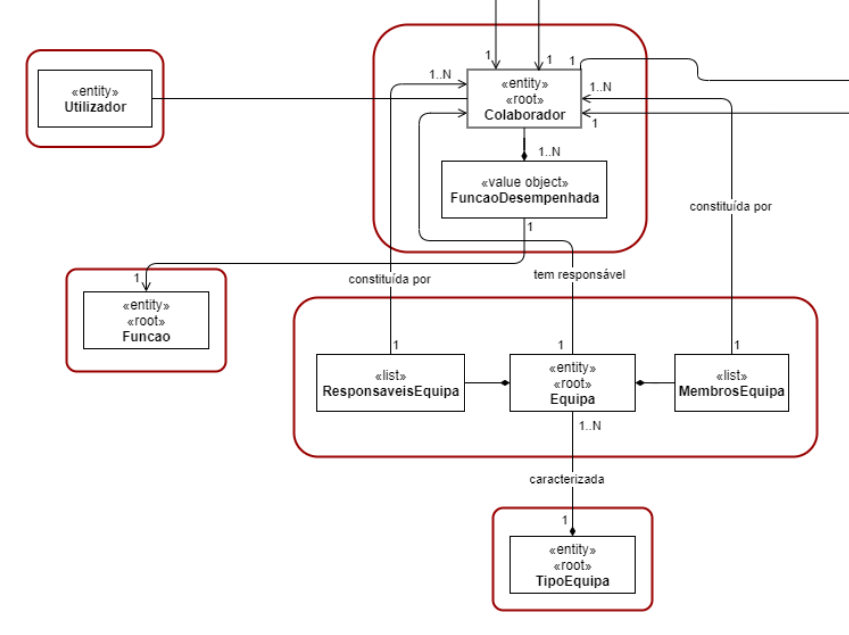 1
1
1
1..N
1..N
«entity»
«root»
Colaborador
1
«entity»
Utilizador
1..N
«value object»
FuncaoDesempenhada
constituída por
1
1
«entity»
«root»
Funcao
constituída por
tem responsável
1
1
1
«list»
ResponsaveisEquipa
«entity»
«root»
Equipa
«list»
MembrosEquipa
1..N
caracterizada
1
«entity»
«root»
TipoEquipa